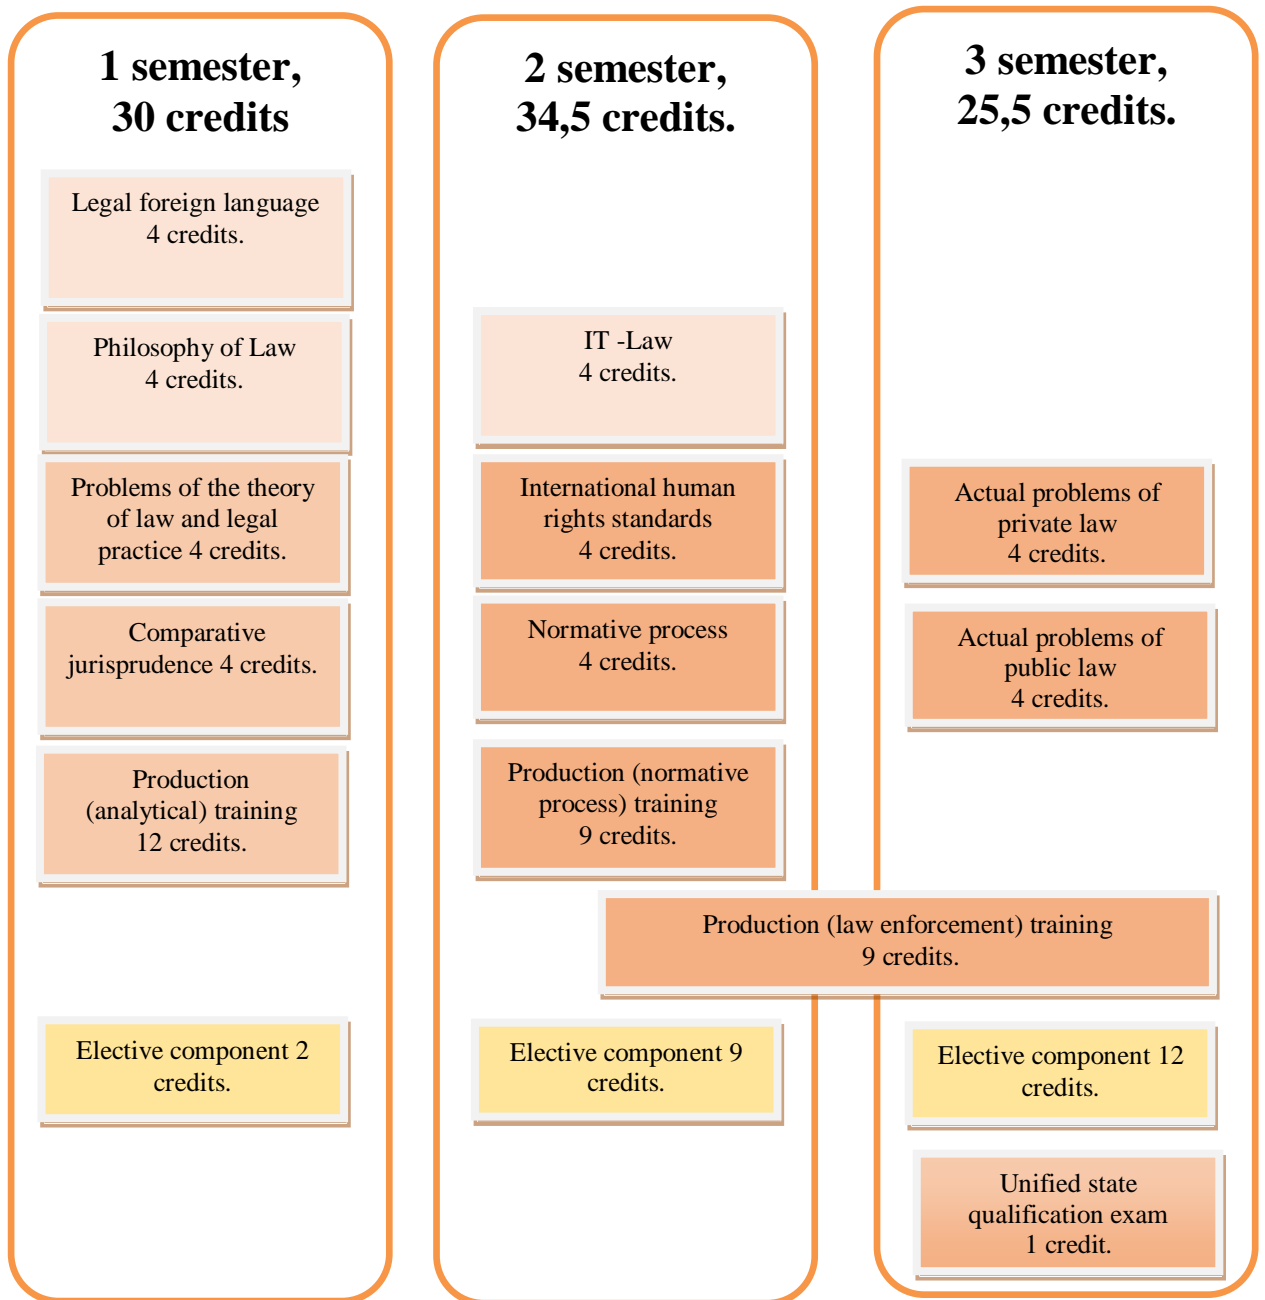 1 semester,
30 credits
Legal foreign language
4 credits.
Philosophy of Law
4 credits.
Problems of the theory
of law and legal
practice 4 credits.
Comparative
jurisprudence 4 credits.
Production
(analytical) training
12 credits.
Elective component 2
credits.
2 semester,
34,5 credits.
IT -Law
4 credits.
International human
rights standards
4 credits.
Normative process
4 credits.
Production (normative
process) training
9 credits.
Production (law enforcement) training
9 credits.
Elective component 9
credits.
3 semester,
25,5 credits.
Actual problems of
private law
4 credits.
Actual problems of
public law
4 credits.
Elective component 12
credits.
Unified state
qualification exam
1 credit.